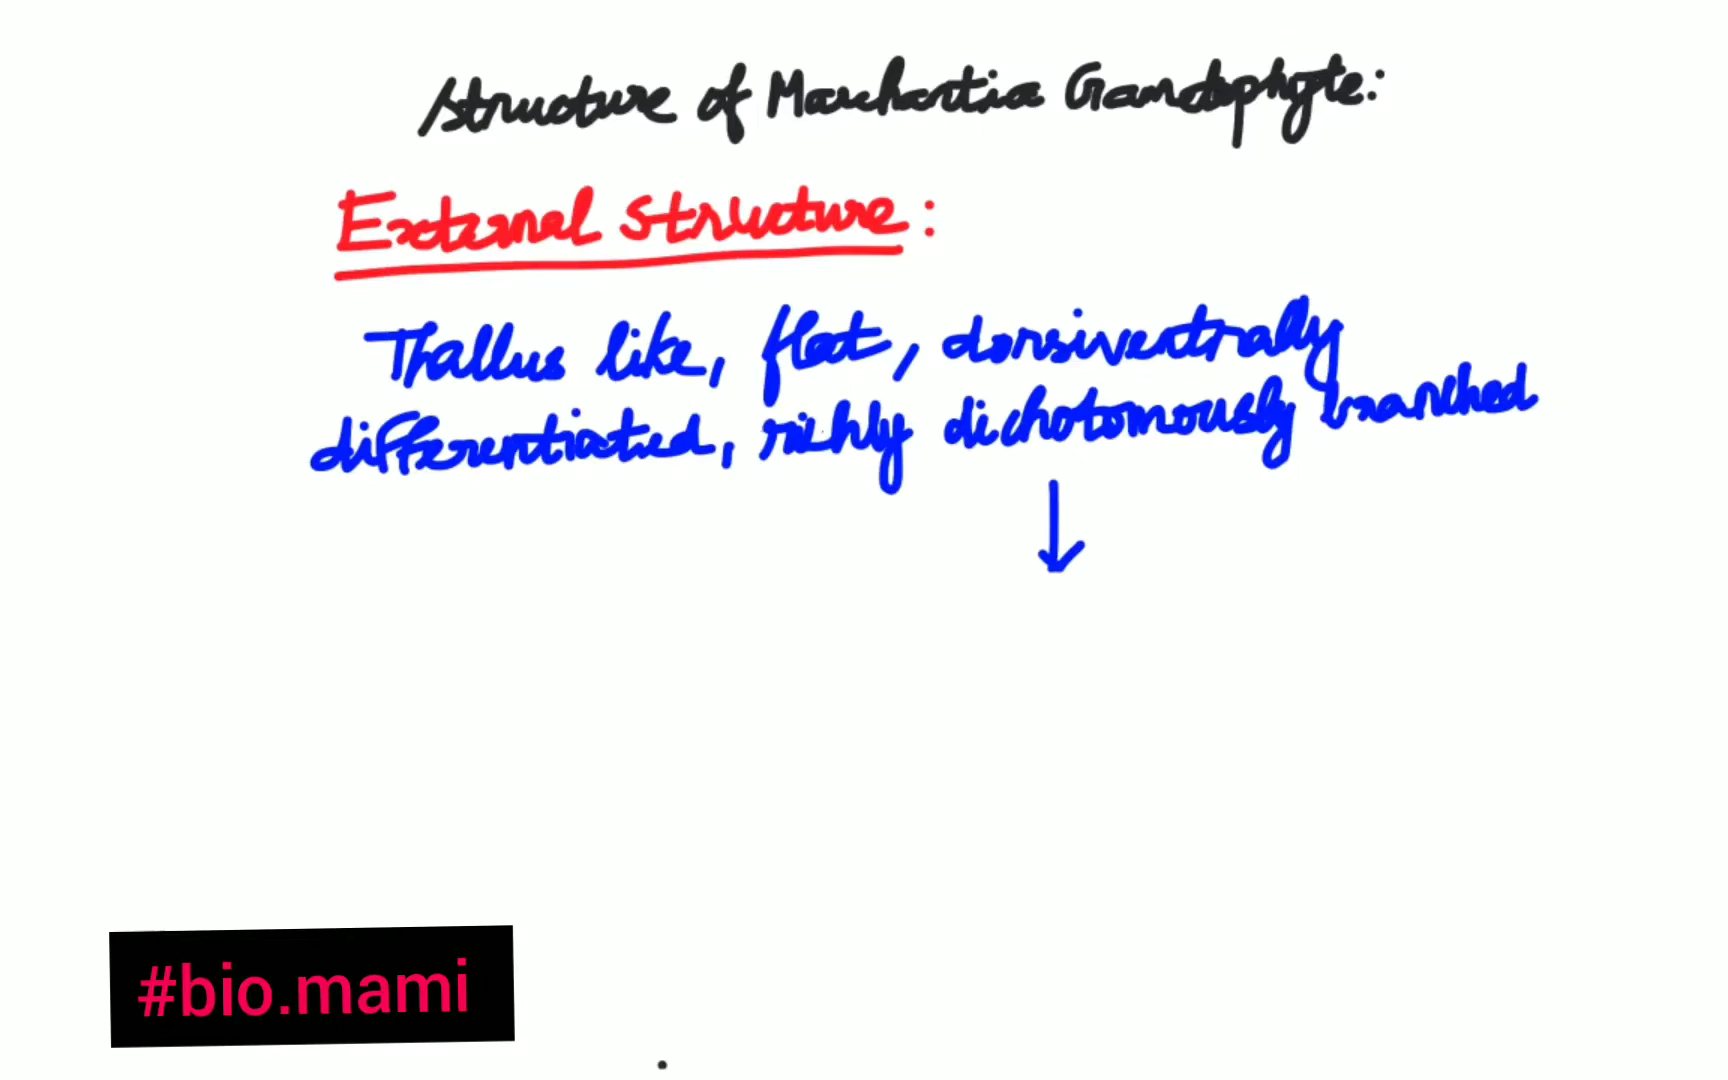 Structure of Marchantia Gametophyte:
External Structure:
Thallus like, flat, dorsiventrally
differentiated, richly dichotomously branched
#bio.mami